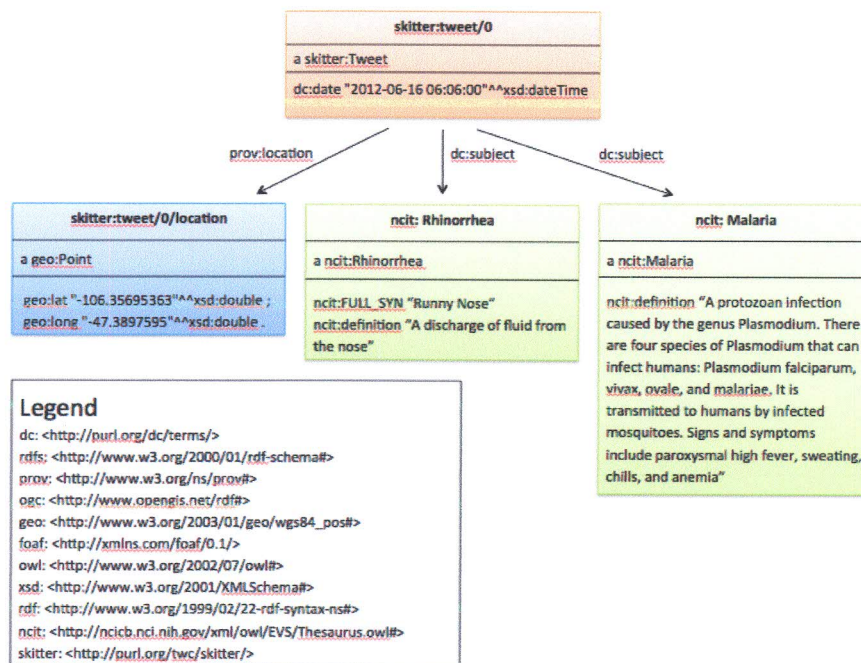 skitter:tweet/0
a skitter:Tweet
dc:date "2012-06-16 06:06:00"^^xsd:dateTime
prov:location
dc:subject
dc:subject
skitter:tweet/0/location
a geo:Point
geo:lat "-106.35695363"^^xsd:double ;
geo:long "-47.3897595"^^xsd:double .
ncit: Rhinorrhea
a ncit:Rhinorrhea
ncit:FULL_SYN "Runny Nose"
ncit:definition "A discharge of fluid from
the nose"
ncit: Malaria
a ncit:Malaria
ncit:definition "A protozoan infection
caused by the genus Plasmodium. There
are four species of Plasmodium that can
infect humans: Plasmodium falciparum,
vivax, ovale, and malariae. It is
transmitted to humans by infected
mosquitoes. Signs and symptoms
include paroxysmal high fever, sweating,
chills, and anemia"
Legend
dc: <http://purl.org/dc/terms/>
rdfs: <http://www.w3.org/2000/01/rdf-schema#>
prov: <http://www.w3.org/ns/prov#>
ogc: <http://www.opengis.net/rdf#>
geo: <http://www.w3.org/2003/01/geo/wgs84_pos#>
foaf: <http://xmlns.com/foaf/0.1/>
owl: <http://www.w3.org/2002/07/owl#>
xsd: <http://www.w3.org/2001/XMLSchema#>
rdf: <http://www.w3.org/1999/02/22-rdf-syntax-ns#>
ncit: <http://ncicb.nci.nih.gov/xml/owl/EVS/Thesaurus.owl#>
skitter: <http://purl.org/twc/skitter/>